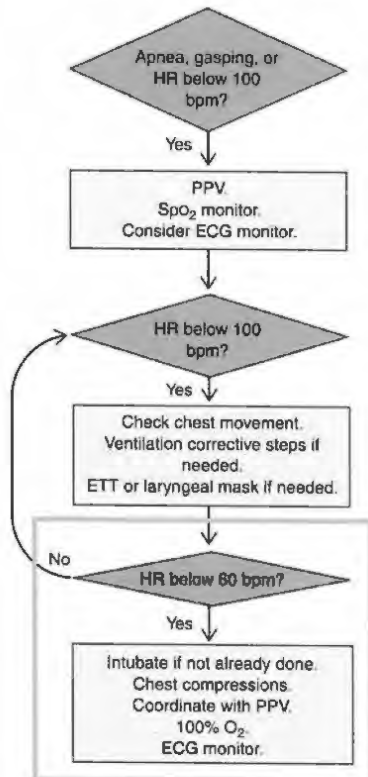 Apnea, gasping, or
HR below 100
bpm?
Yes
PPV.
Spo₂ monitor.
Consider ECG monitor.
HR below 100
bpm?
Yes
Check chest movement.
Ventilation corrective steps if
needed.
ETT or laryngeal mask if needed.
No
HR below 60 bpm?
Yes
Intubate if not already done.
Chest compressions.
Coordinate with PPV.
100% O₂.
ECG monitor.